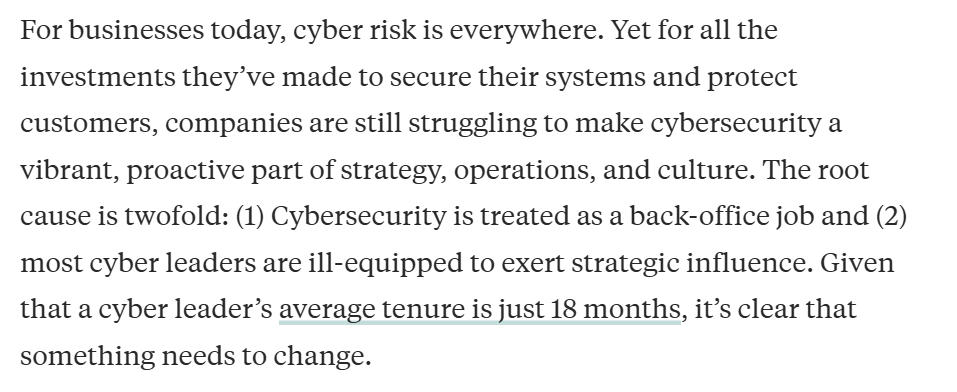 For businesses today, cyber risk is everywhere. Yet for all the
investments they’ve made to secure their systems and protect
customers, companies are still struggling to make cybersecurity a
vibrant, proactive part of strategy, operations, and culture. The root
cause is twofold: (1) Cybersecurity is treated as a back-office job and (2)
most cyber leaders are ill-equipped to exert strategic influence. Given
that a cyber leader’s average tenure is just 18 months, it’s clear that
something needs to change.